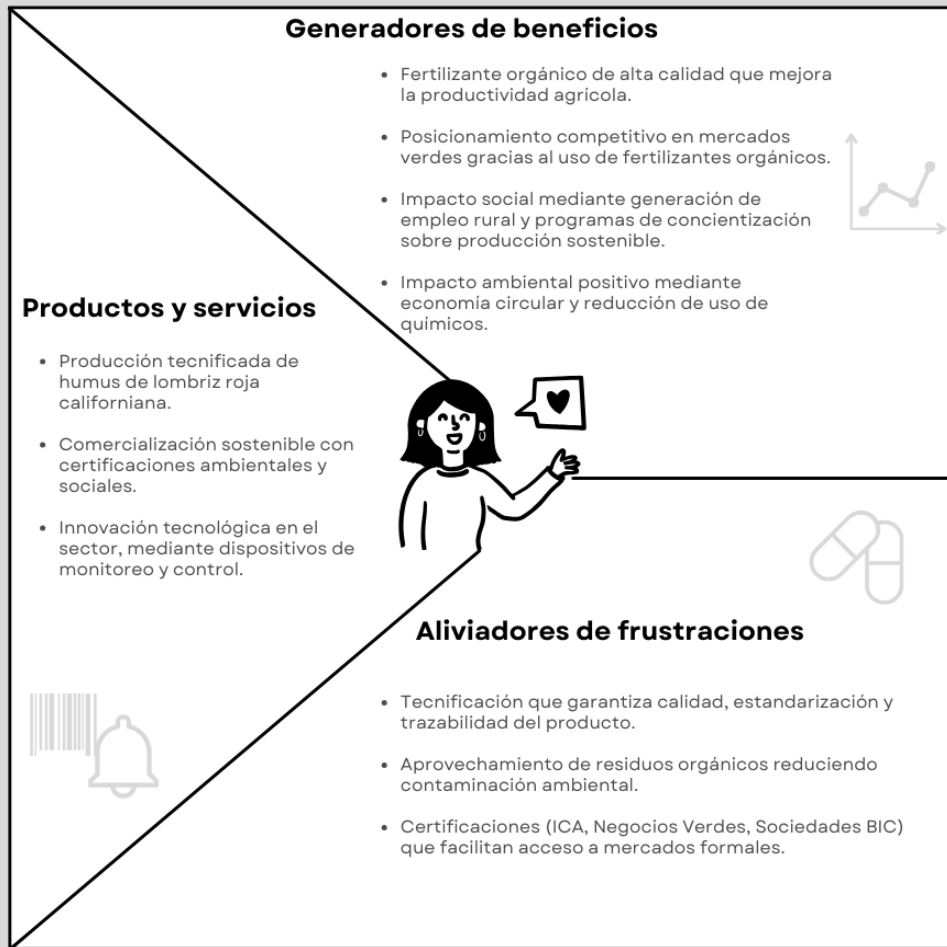 Generadores de beneficios
• Fertilizante orgánico de alta calidad que mejora
la productividad agrícola.
• Posicionamiento competitivo en mercados
verdes gracias al uso de fertilizantes orgánicos.
• Impacto social mediante generación de
empleo rural y programas de concientización
sobre producción sostenible.
• Impacto ambiental positivo mediante
economía circular y reducción de uso de
químicos.
Productos y servicios
• Producción tecnificada de
humus de lombriz roja
californiana.
• Comercialización sostenible con
certificaciones ambientales y
sociales.
• Innovación tecnológica en el
sector, mediante dispositivos de
monitoreo y control.
Aliviadores de frustraciones
• Tecnificación que garantiza calidad, estandarización y
trazabilidad del producto.
• Aprovechamiento de residuos orgánicos reduciendo
contaminación ambiental.
• Certificaciones (ICA, Negocios Verdes, Sociedades BIC)
que facilitan acceso a mercados formales.